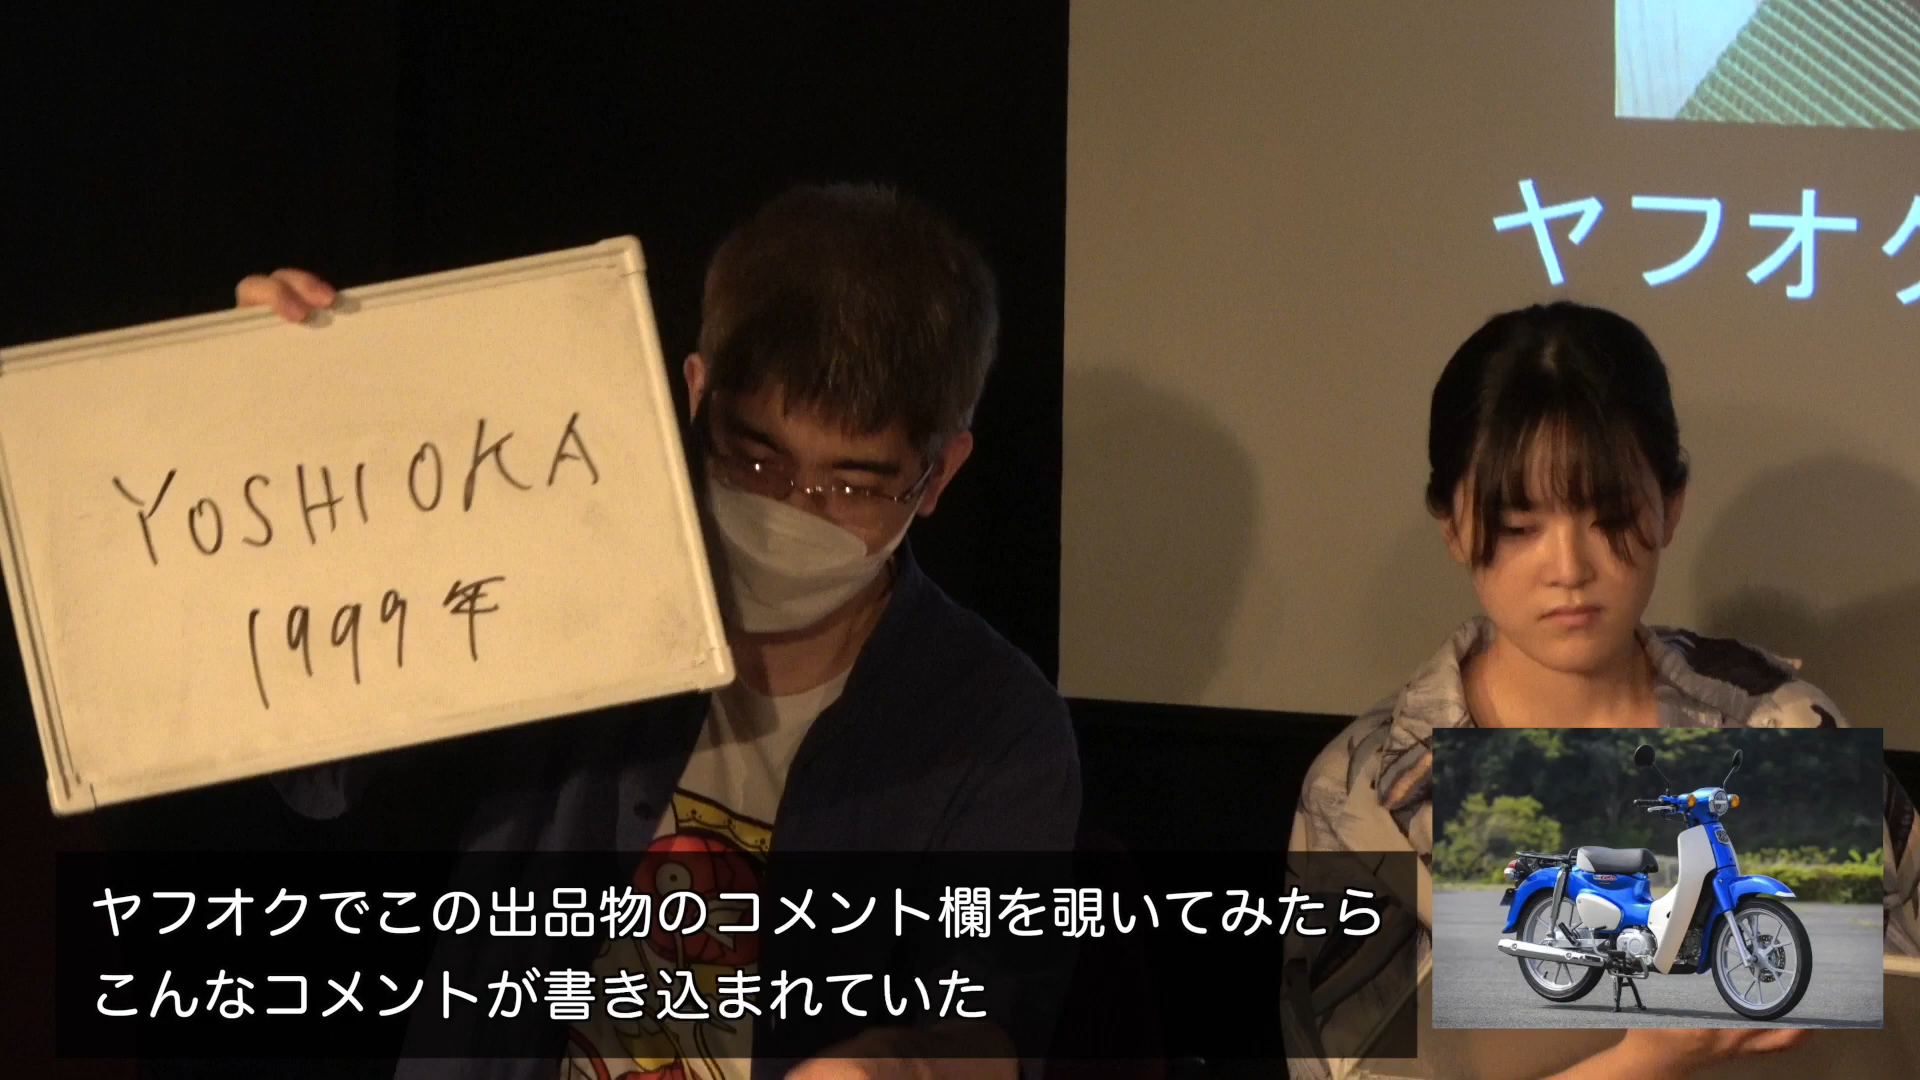 YOSHIOKA
1999年
ヤフオク
ヤフオクでこの出品物のコメント欄を覗いてみたら
こんなコメントが書き込まれていた